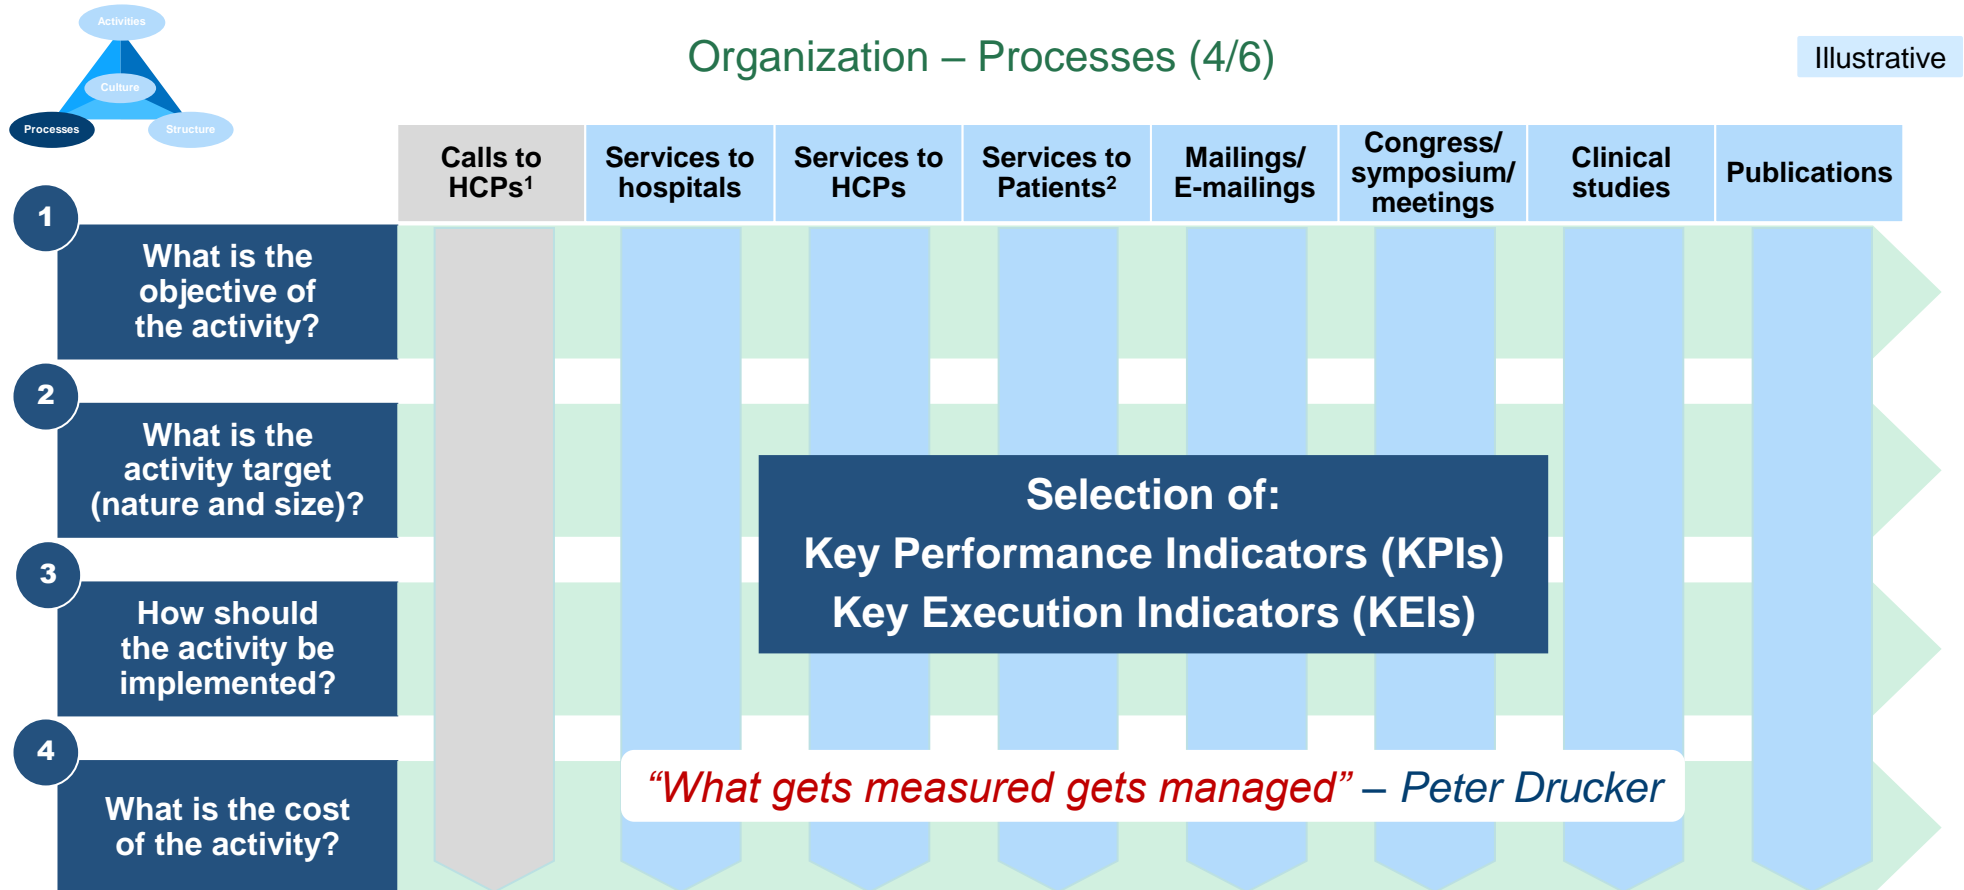 Activities
Culture
Processes
Structure
Organization – Processes (4/6)
Illustrative
Calls to
HCPs¹
Services to
hospitals
Services to
HCPs
Services to
Patients²
Mailings/
E-mailings
Congress/
symposium/
meetings
Clinical
studies
Publications
1
What is the
objective of
the activity?
2
What is the
activity target
(nature and size)?
3
How should
the activity be
implemented?
4
What is the cost
of the activity?
Selection of:
Key Performance Indicators (KPIs)
Key Execution Indicators (KEIs)
“What gets measured gets managed” – Peter Drucker